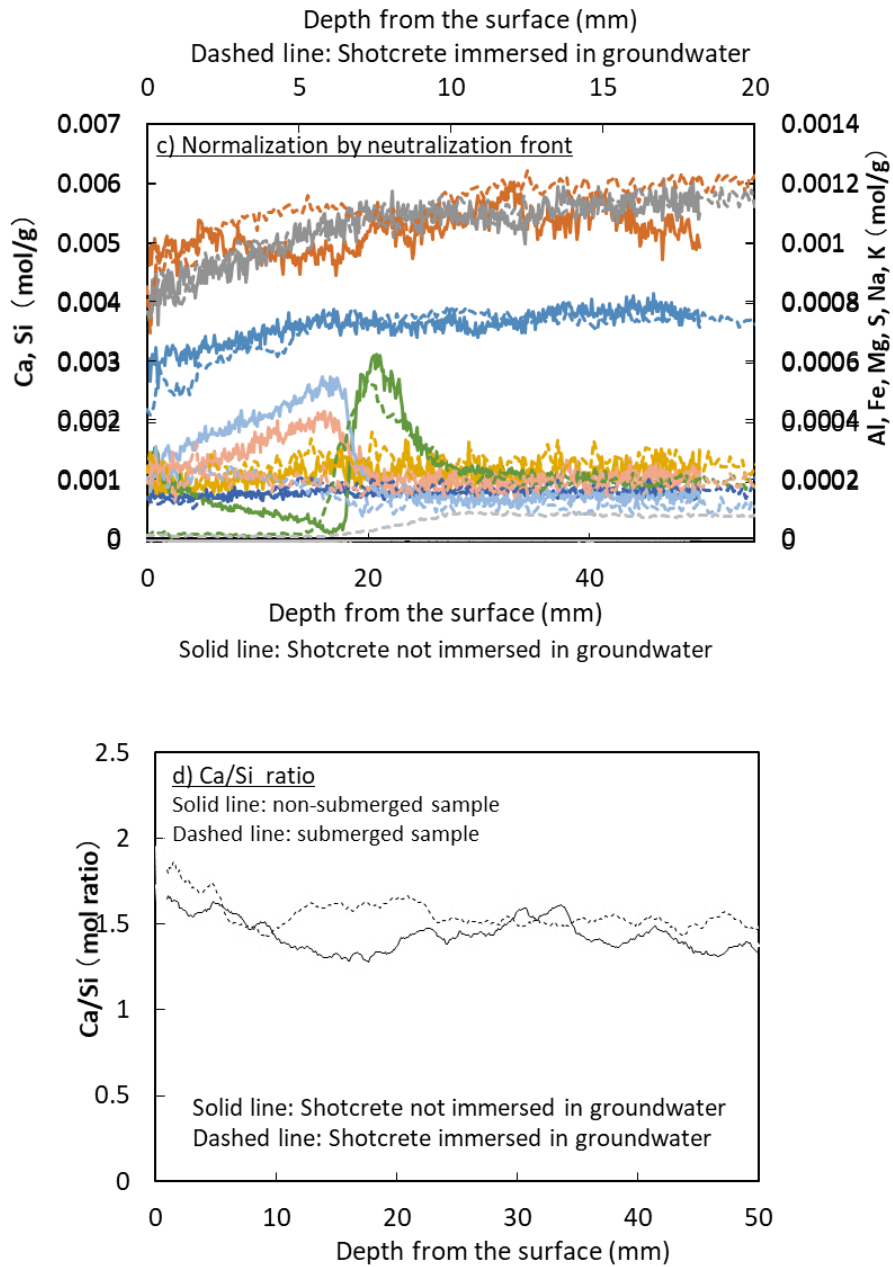 Depth from the surface (mm)
Dashed line: Shotcrete immersed in groundwater
0 5 10 15 20
0.007 0.0014
c) Normalization by neutralization front
0.006 0.0012
0.005 0.001
0.004 0.0008
0.003 0.0006
0.002 0.0004
0.001 0.0002
0 0
Ca, Si (mol/g)
Al, Fe, Mg, S, Na, K (mol/g)
0 20 40
Depth from the surface (mm)
Solid line: Shotcrete not immersed in groundwater
2.5
d) Ca/Si ratio
Solid line: non-submerged sample
2
Dashed line: submerged sample
1.5
1
0.5
0
Ca/Si (mol ratio)
Solid line: Shotcrete not immersed in groundwater
Dashed line: Shotcrete immersed in groundwater
0 10 20 30 40 50
Depth from the surface (mm)